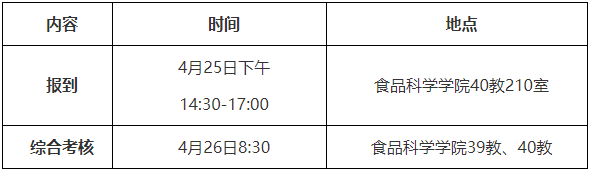 内容 时间 地点
报到 4月25日下午 14:30-17:00 食品科学学院40教210室
综合考核 4月26日8:30 食品科学学院39教、40教